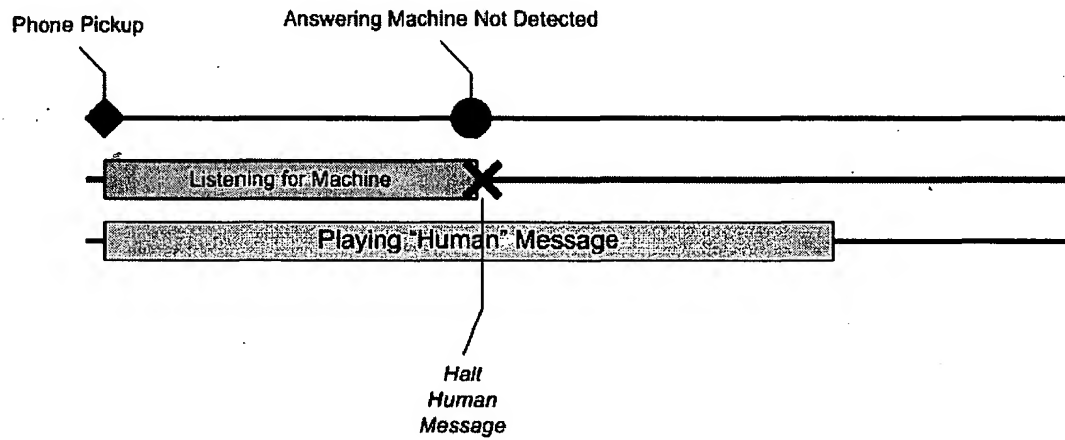 Phone Pickup
Answering Machine Not Detected
Listening for Machine
Playing "Human" Message
Halt
Human
Message